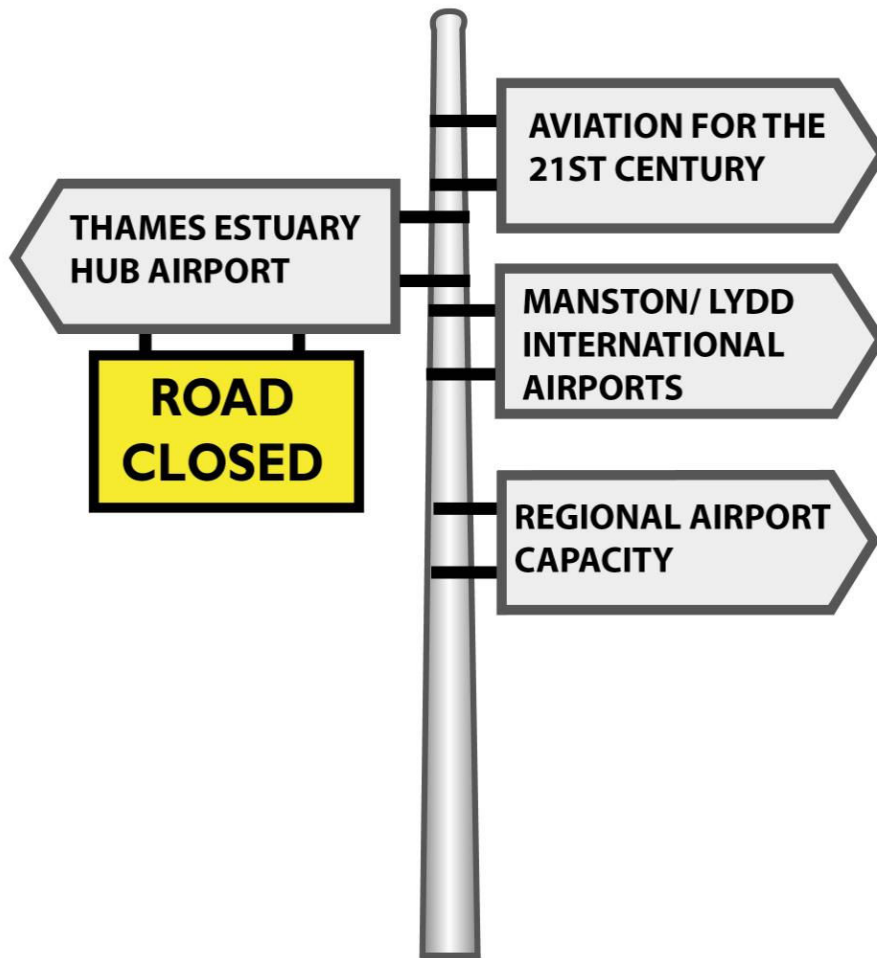 AVIATION FOR THE
21ST CENTURY
THAMES ESTUARY
HUB AIRPORT
ROAD
CLOSED
MANSTON/ LYDD
INTERNATIONAL
AIRPORTS
REGIONAL AIRPORT
CAPACITY